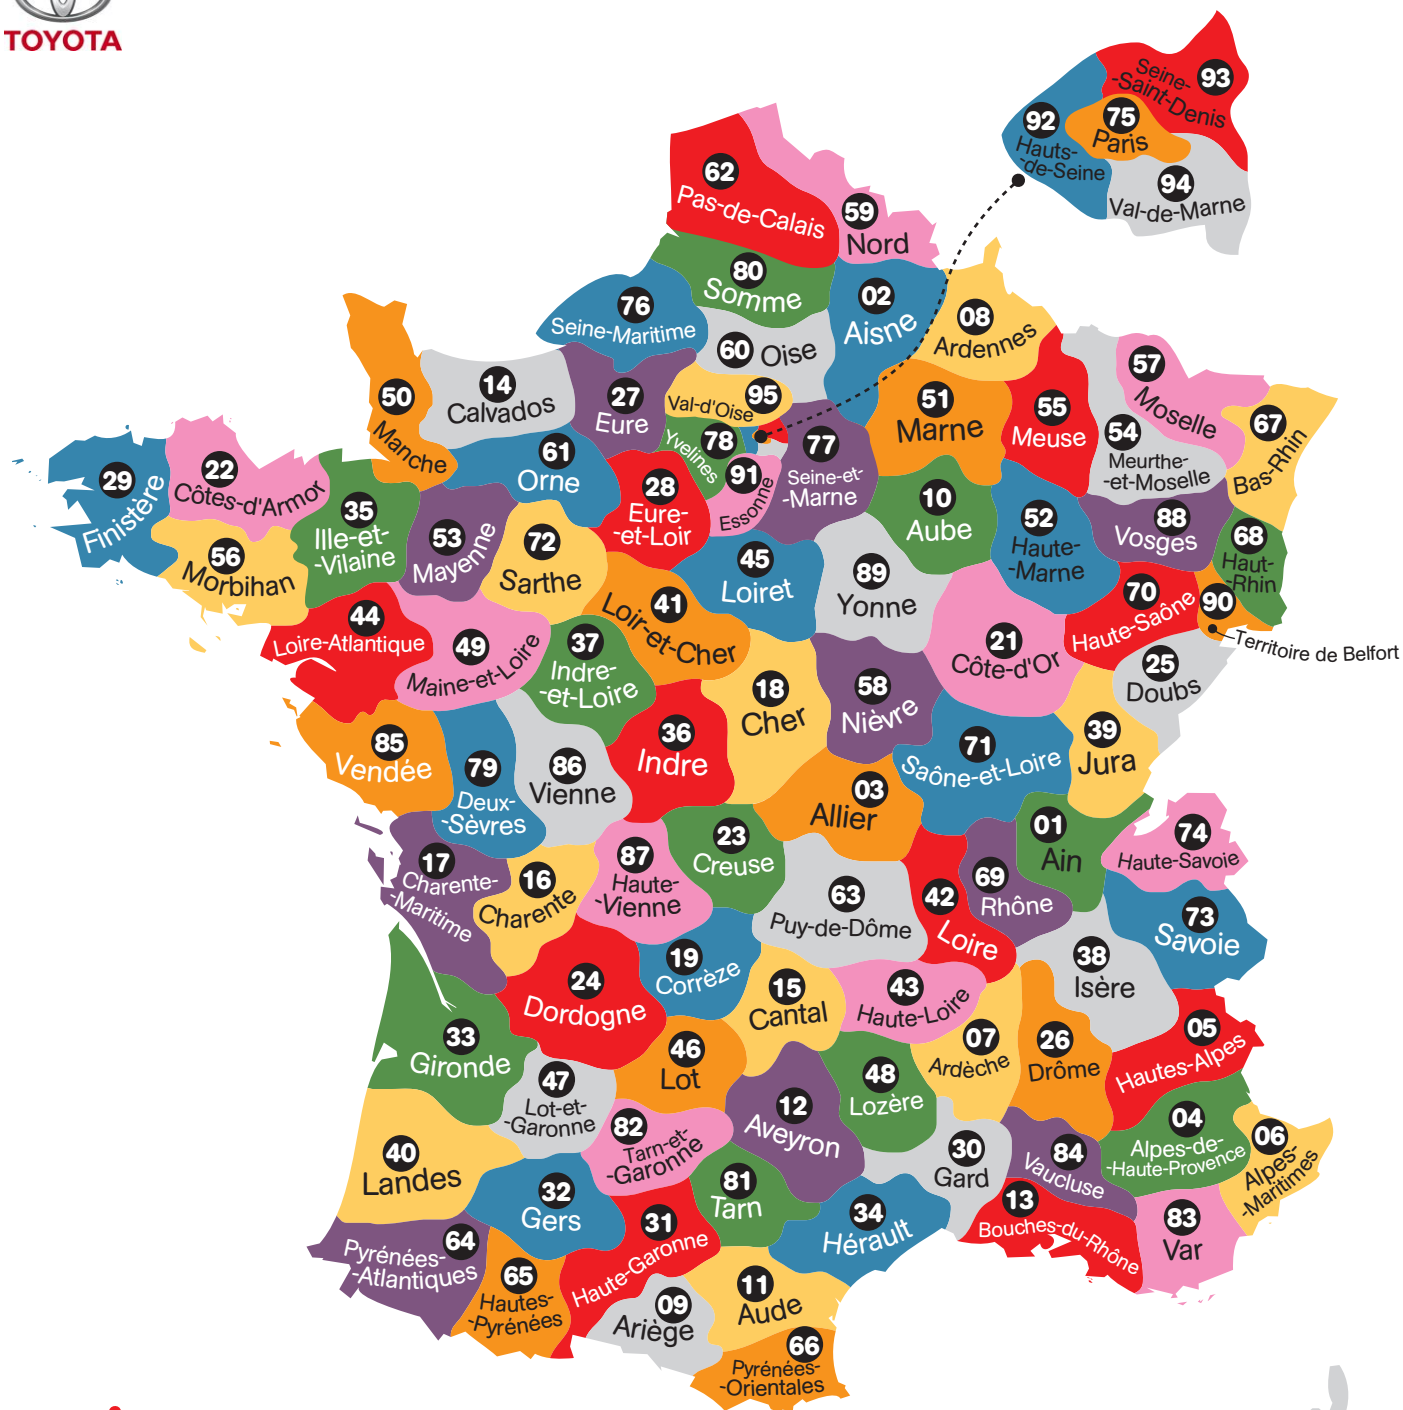 TOYOTA
93
Seine-
-Saint-Denis
92
Hauts-
-de-Seine
75
Paris
94
Val-de-Marne
62
Pas-de-Calais
59
Nord
80
Somme
02
Aisne
08
Ardennes
76
Seine-Maritime
60 Oise
57
Moselle
50
Manche
14
Calvados
27
Eure
95
Val-d'Oise
51
Marne
55
Meuse
54
Meurthe-
-et-Moselle
67
Bas-Rhin
78
Yvelines
91
Essonne
77
Seine-et-
-Marne
61
Orne
29
Finistère
22
Côtes-d'Armor
35
Ille-et-
-Vilaine
28
Eure-
-et-Loir
10
Aube
52
Haute-
-Marne
88
Vosges
68
Haut-
-Rhin
56
Morbihan
53
Mayenne
72
Sarthe
45
Loiret
89
Yonne
70
Haute-Saône
90
Territoire de Belfort
44
Loire-Atlantique
49
Maine-et-Loire
37
Indre-
-et-Loire
41
Loir-et-Cher
21
Côte-d'Or
25
Doubs
18
Cher
58
Nièvre
85
Vendée
79
Deux-
-Sèvres
86
Vienne
36
Indre
71
Saône-et-Loire
39
Jura
03
Allier
01
Ain
74
Haute-Savoie
17
Charente-
-Maritime
16
Charente
87
Haute-
-Vienne
23
Creuse
63
Puy-de-Dôme
42
Loire
69
Rhône
73
Savoie
24
Dordogne
19
Corrèze
15
Cantal
43
Haute-Loire
38
Isère
33
Gironde
47
Lot-et-
-Garonne
46
Lot
48
Lozère
07
Ardèche
26
Drôme
05
Hautes-Alpes
40
Landes
82
Tarn-et-
-Garonne
12
Aveyron
30
Gard
84
Vaucluse
04
Alpes-de-
-Haute-Provence
06
Alpes-
-Maritimes
32
Gers
31
Haute-Garonne
81
Tarn
34
Hérault
13
Bouches-du-Rhône
83
Var
64
Pyrénées-
-Atlantiques
65
Hautes-
-Pyrénées
09
Ariège
11
Aude
66
Pyrénées-
-Orientales